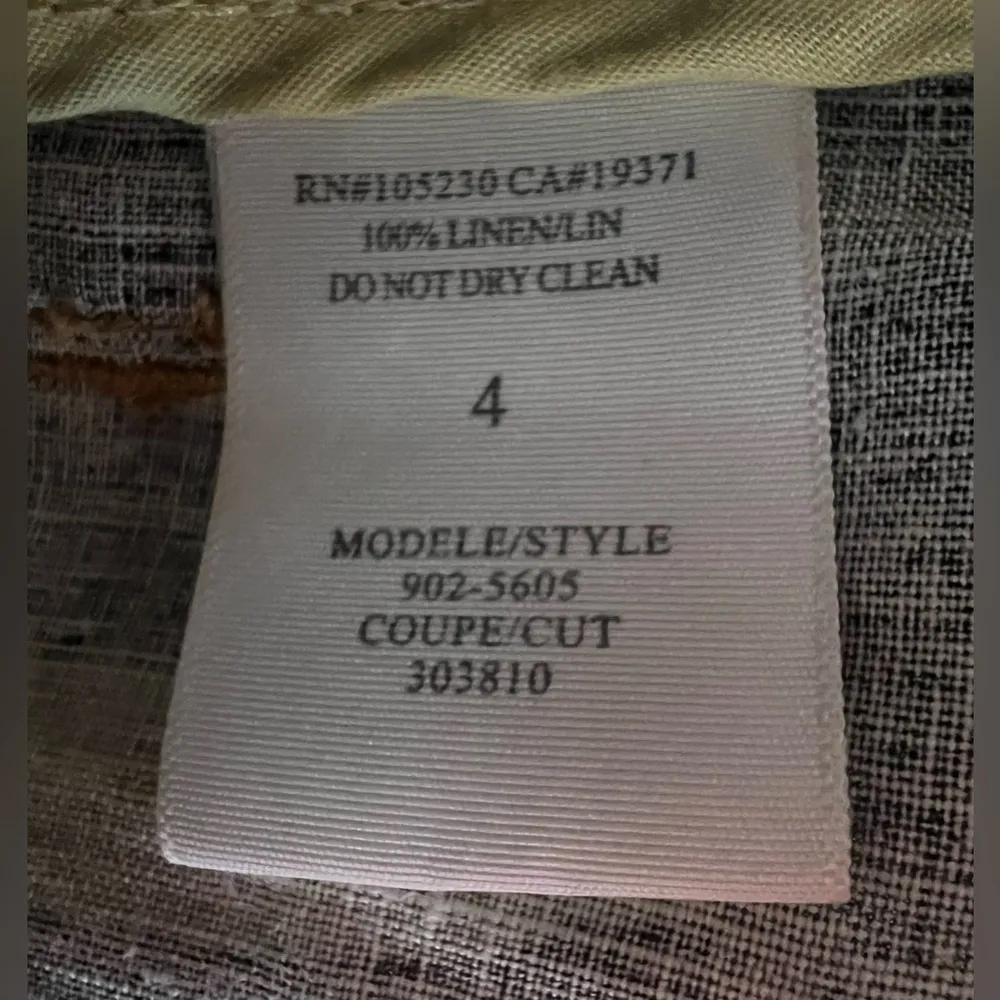 RN#105230 CA#19371
100% LINEN/LIN
DO NOT DRY CLEAN
4
MODELE/STYLE
902-5605
COUPE/CUT
303810